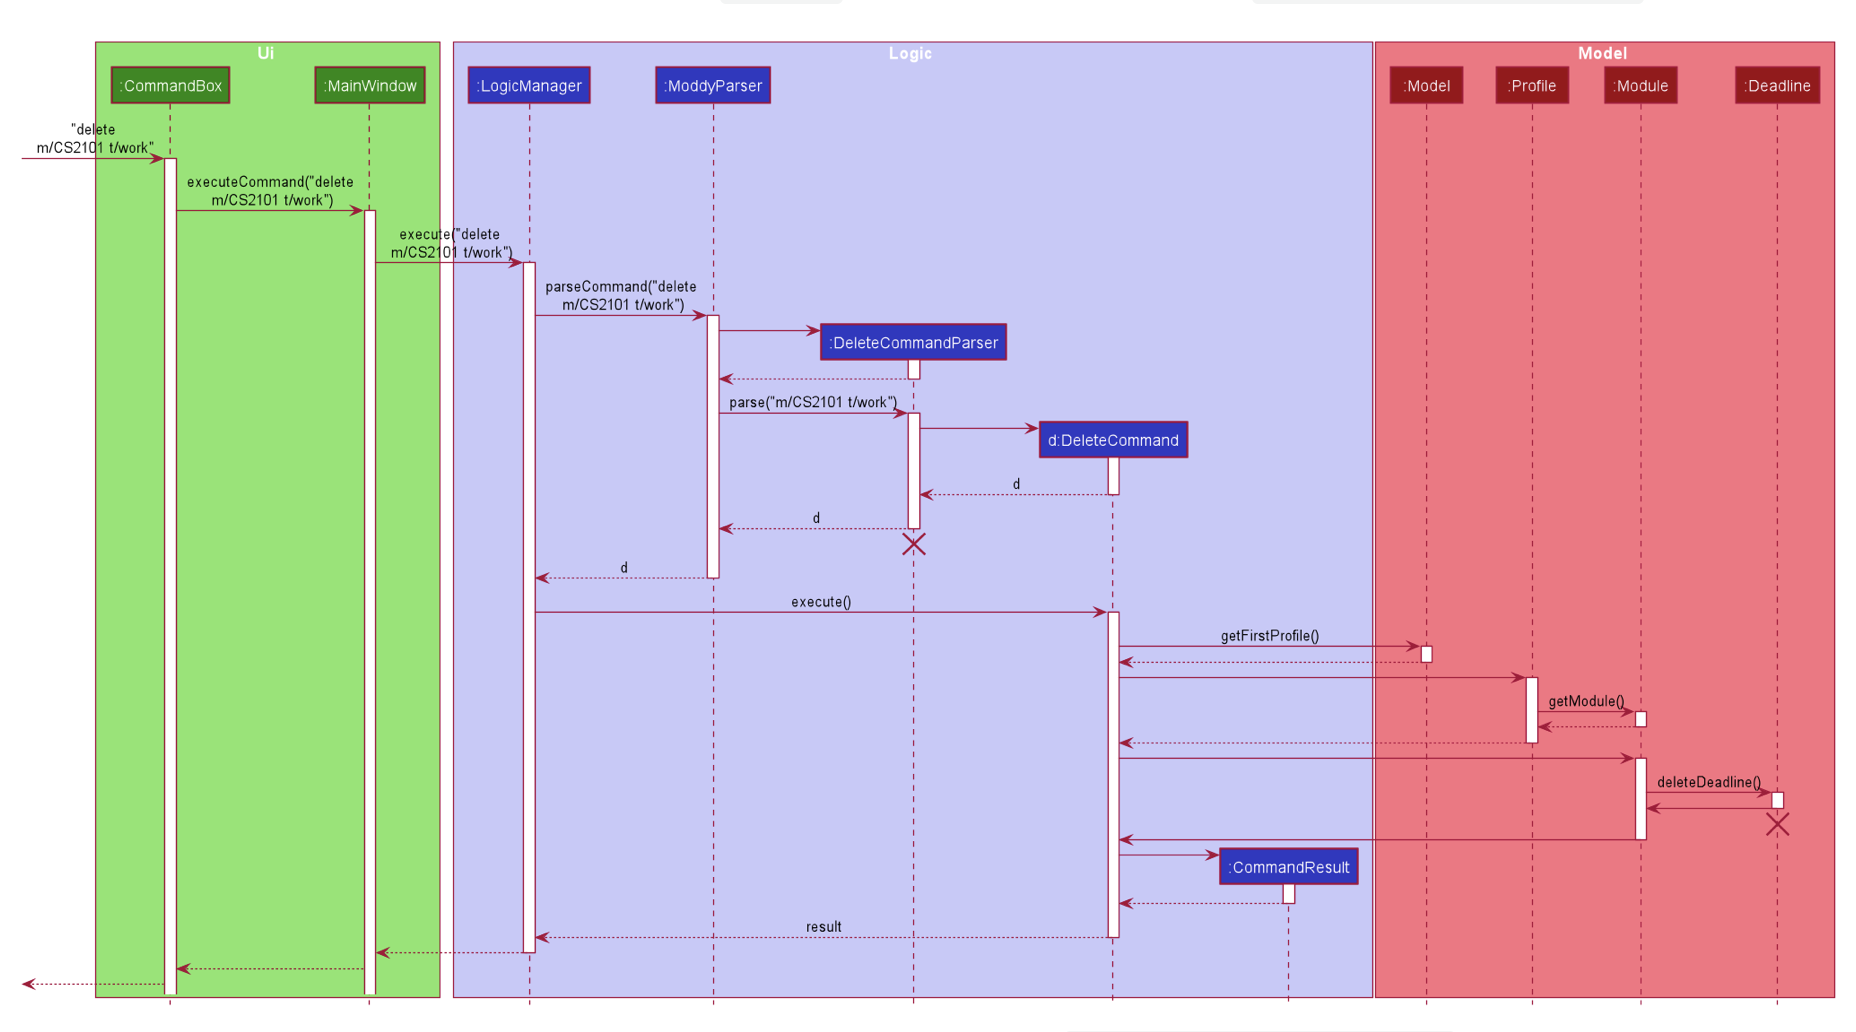 Ui
Logic
Model
:CommandBox
:MainWindow
:LogicManager
:ModdyParser
:Model
:Profile
:Module
:Deadline
"delete
m/CS2101 t/work"
executeCommand("delete
m/CS2101 t/work")
execute("delete
m/CS2101 t/work")
parseCommand("delete
m/CS2101 t/work")
:DeleteCommandParser
parse("m/CS2101 t/work")
d:DeleteCommand
d
d
d
execute()
getFirstProfile()
getModule()
deleteDeadline()
:CommandResult
result